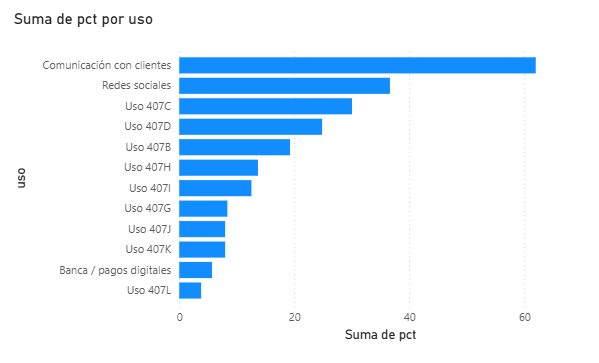 Suma de pct por uso
Comunicación con clientes
Redes sociales
Uso 407C
Uso 407D
Uso 407B
Uso 407H
Uso 407I
Uso 407G
Uso 407J
Uso 407K
Banca / pagos digitales
Uso 407L
uso
0 20 40 60
Suma de pct